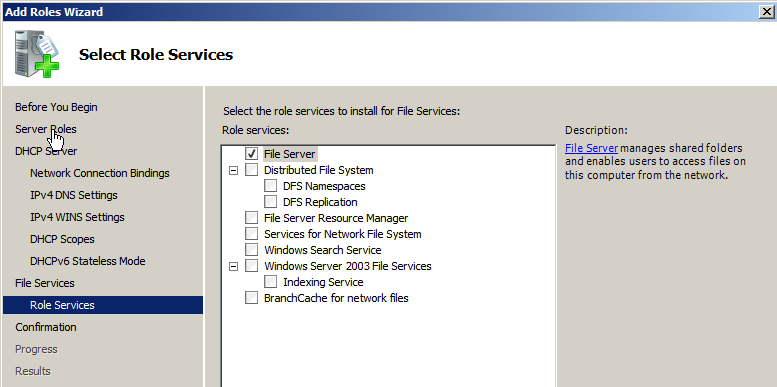 Add Roles Wizard
Select Role Services
Before You Begin
Server Roles
DHCP Server
Network Connection Bindings
IPv4 DNS Settings
IPv4 WINS Settings
DHCP Scopes
DHCPv6 Stateless Mode
File Services
Role Services
Confirmation
Progress
Results
Select the role services to install for File Services:
Role services:
File Server
Distributed File System
DFS Namespaces
DFS Replication
File Server Resource Manager
Services for Network File System
Windows Search Service
Windows Server 2003 File Services
Indexing Service
BranchCache for network files
Description:
File Server manages shared folders
and enables users to access files on
this computer from the network.